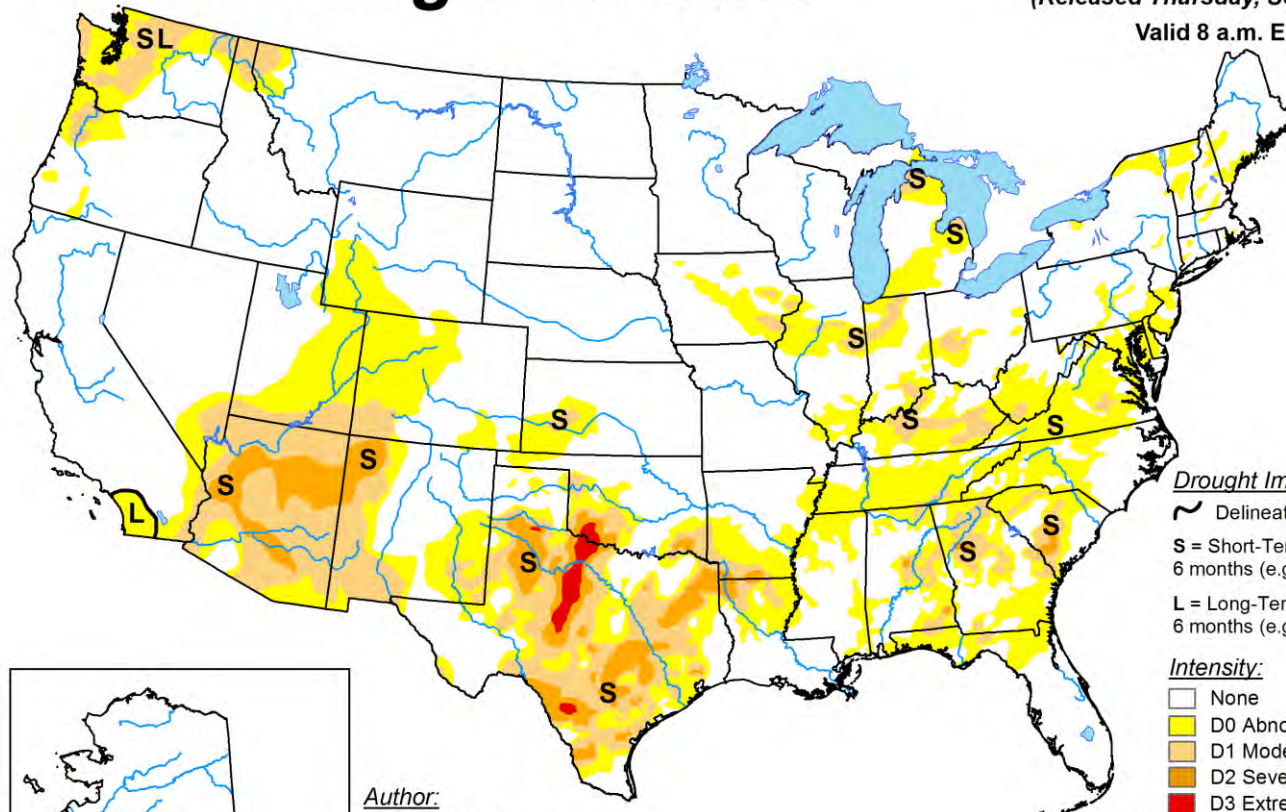 (Released Thursday, Se
Valid 8 a.m. E
SL
S
S
S
S
S
S
S
S
L
S
S
S
S
Drought Im
Delineat
S = Short-Ter
6 months (e.g
L = Long-Ter
6 months (e.g
Intensity:
None
D0 Abno
D1 Mode
D2 Seve
D3 Extre
Author: